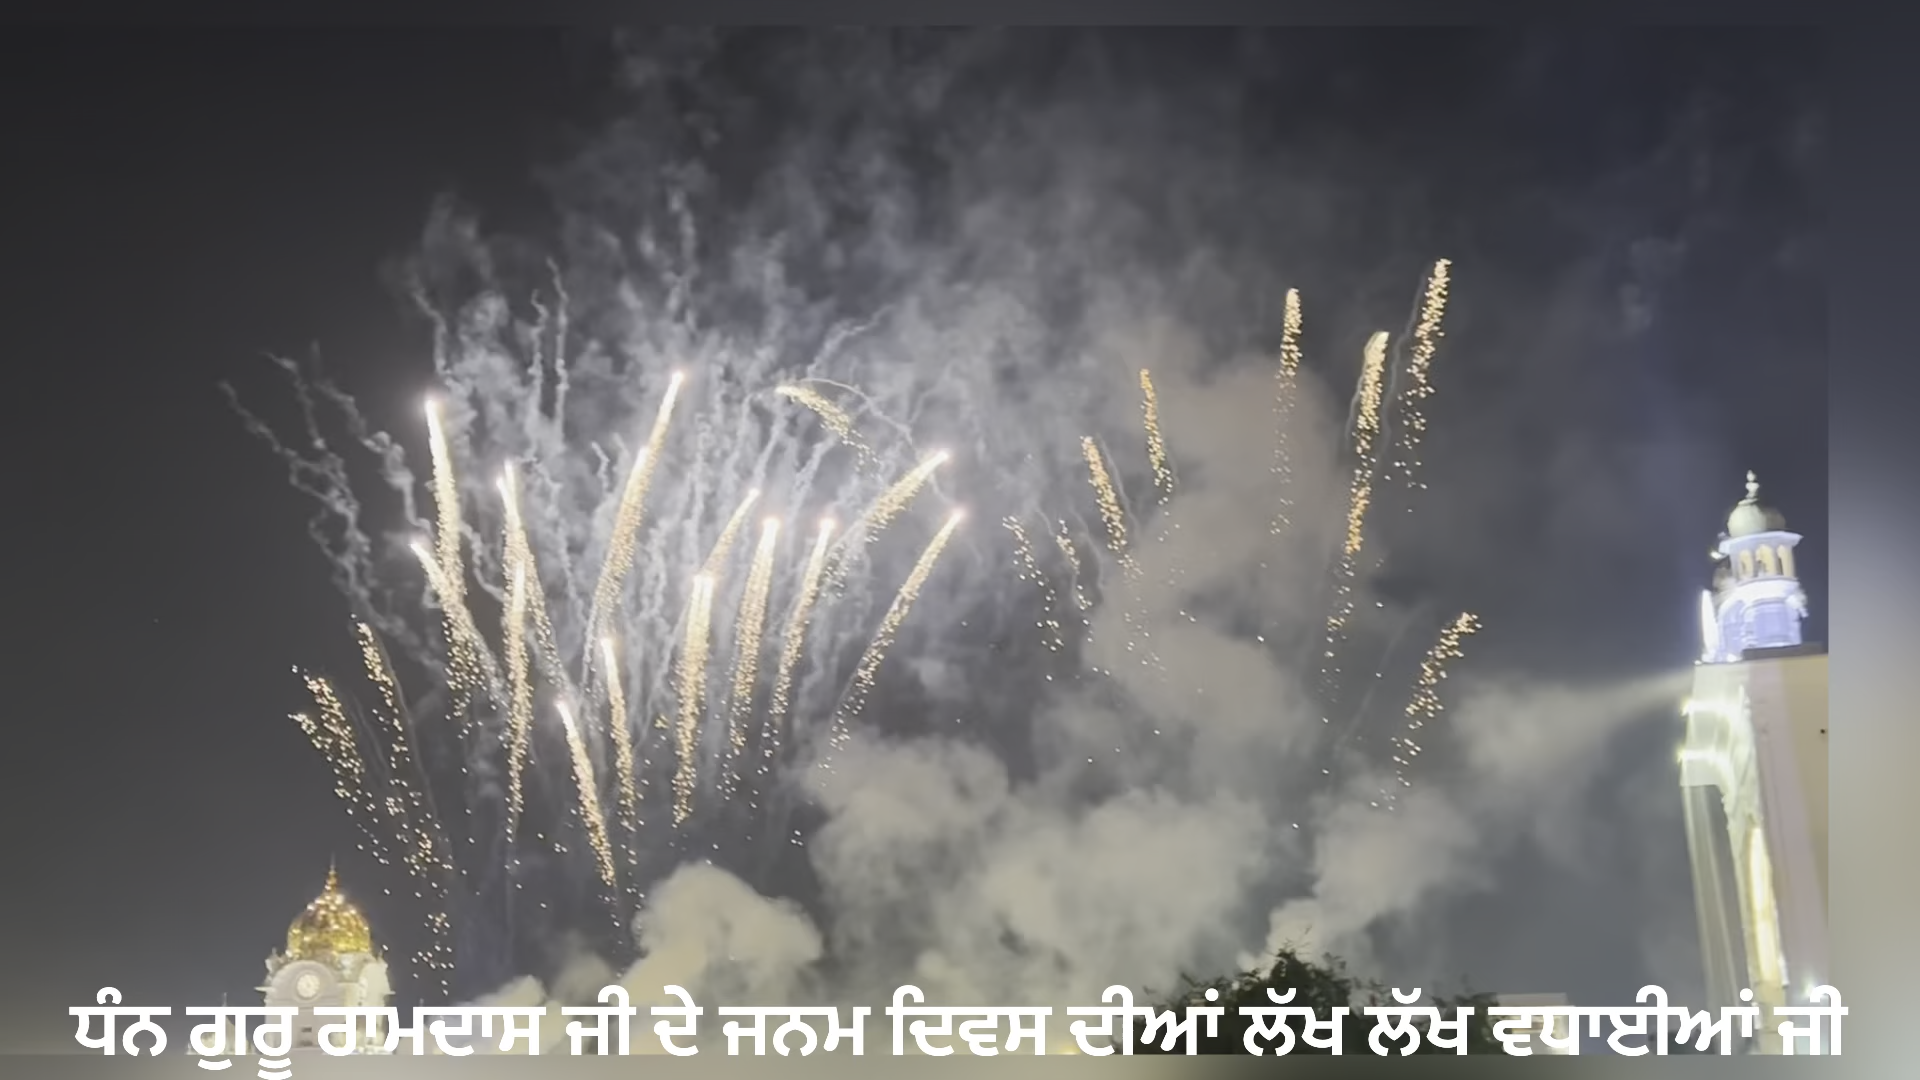 ਧੰਨ ਗੁਰੂ ਰਾਮਦਾਸ ਜੀ ਦੇ ਜਨਮ ਦਿਵਸ ਦੀਆਂ ਲੱਖ ਲੱਖ ਵਧਾਈਆਂ ਜੀ